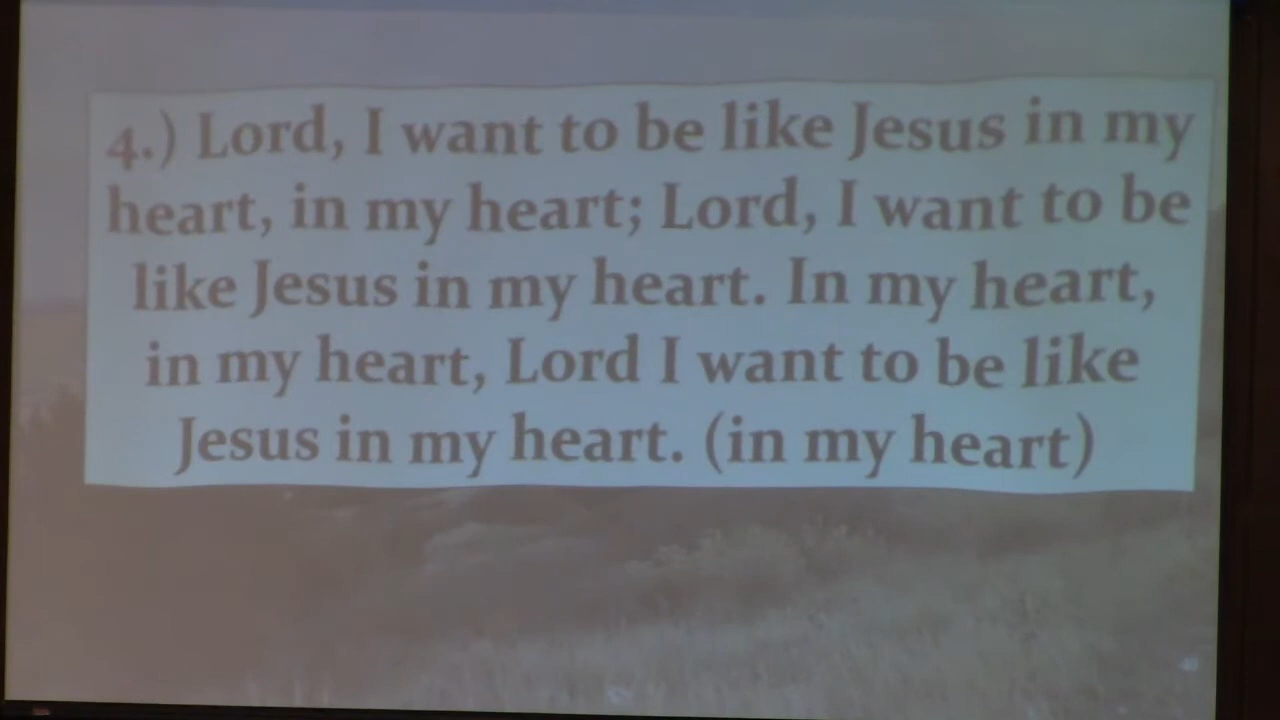 4.) Lord, I want to be like Jesus in my
heart, in my heart; Lord, I want to be
like Jesus in my heart. In my heart,
in my heart, Lord I want to be like
Jesus in my heart. (in my heart)